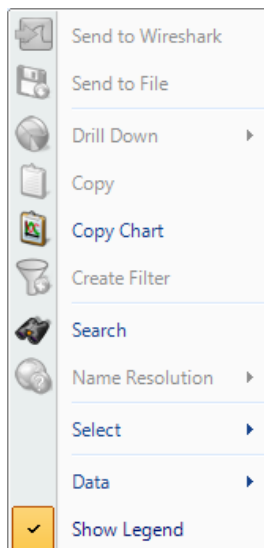 Send to Wireshark
Send to File
Drill Down
Copy
Copy Chart
Create Filter
Search
Name Resolution
Select
Data
Show Legend